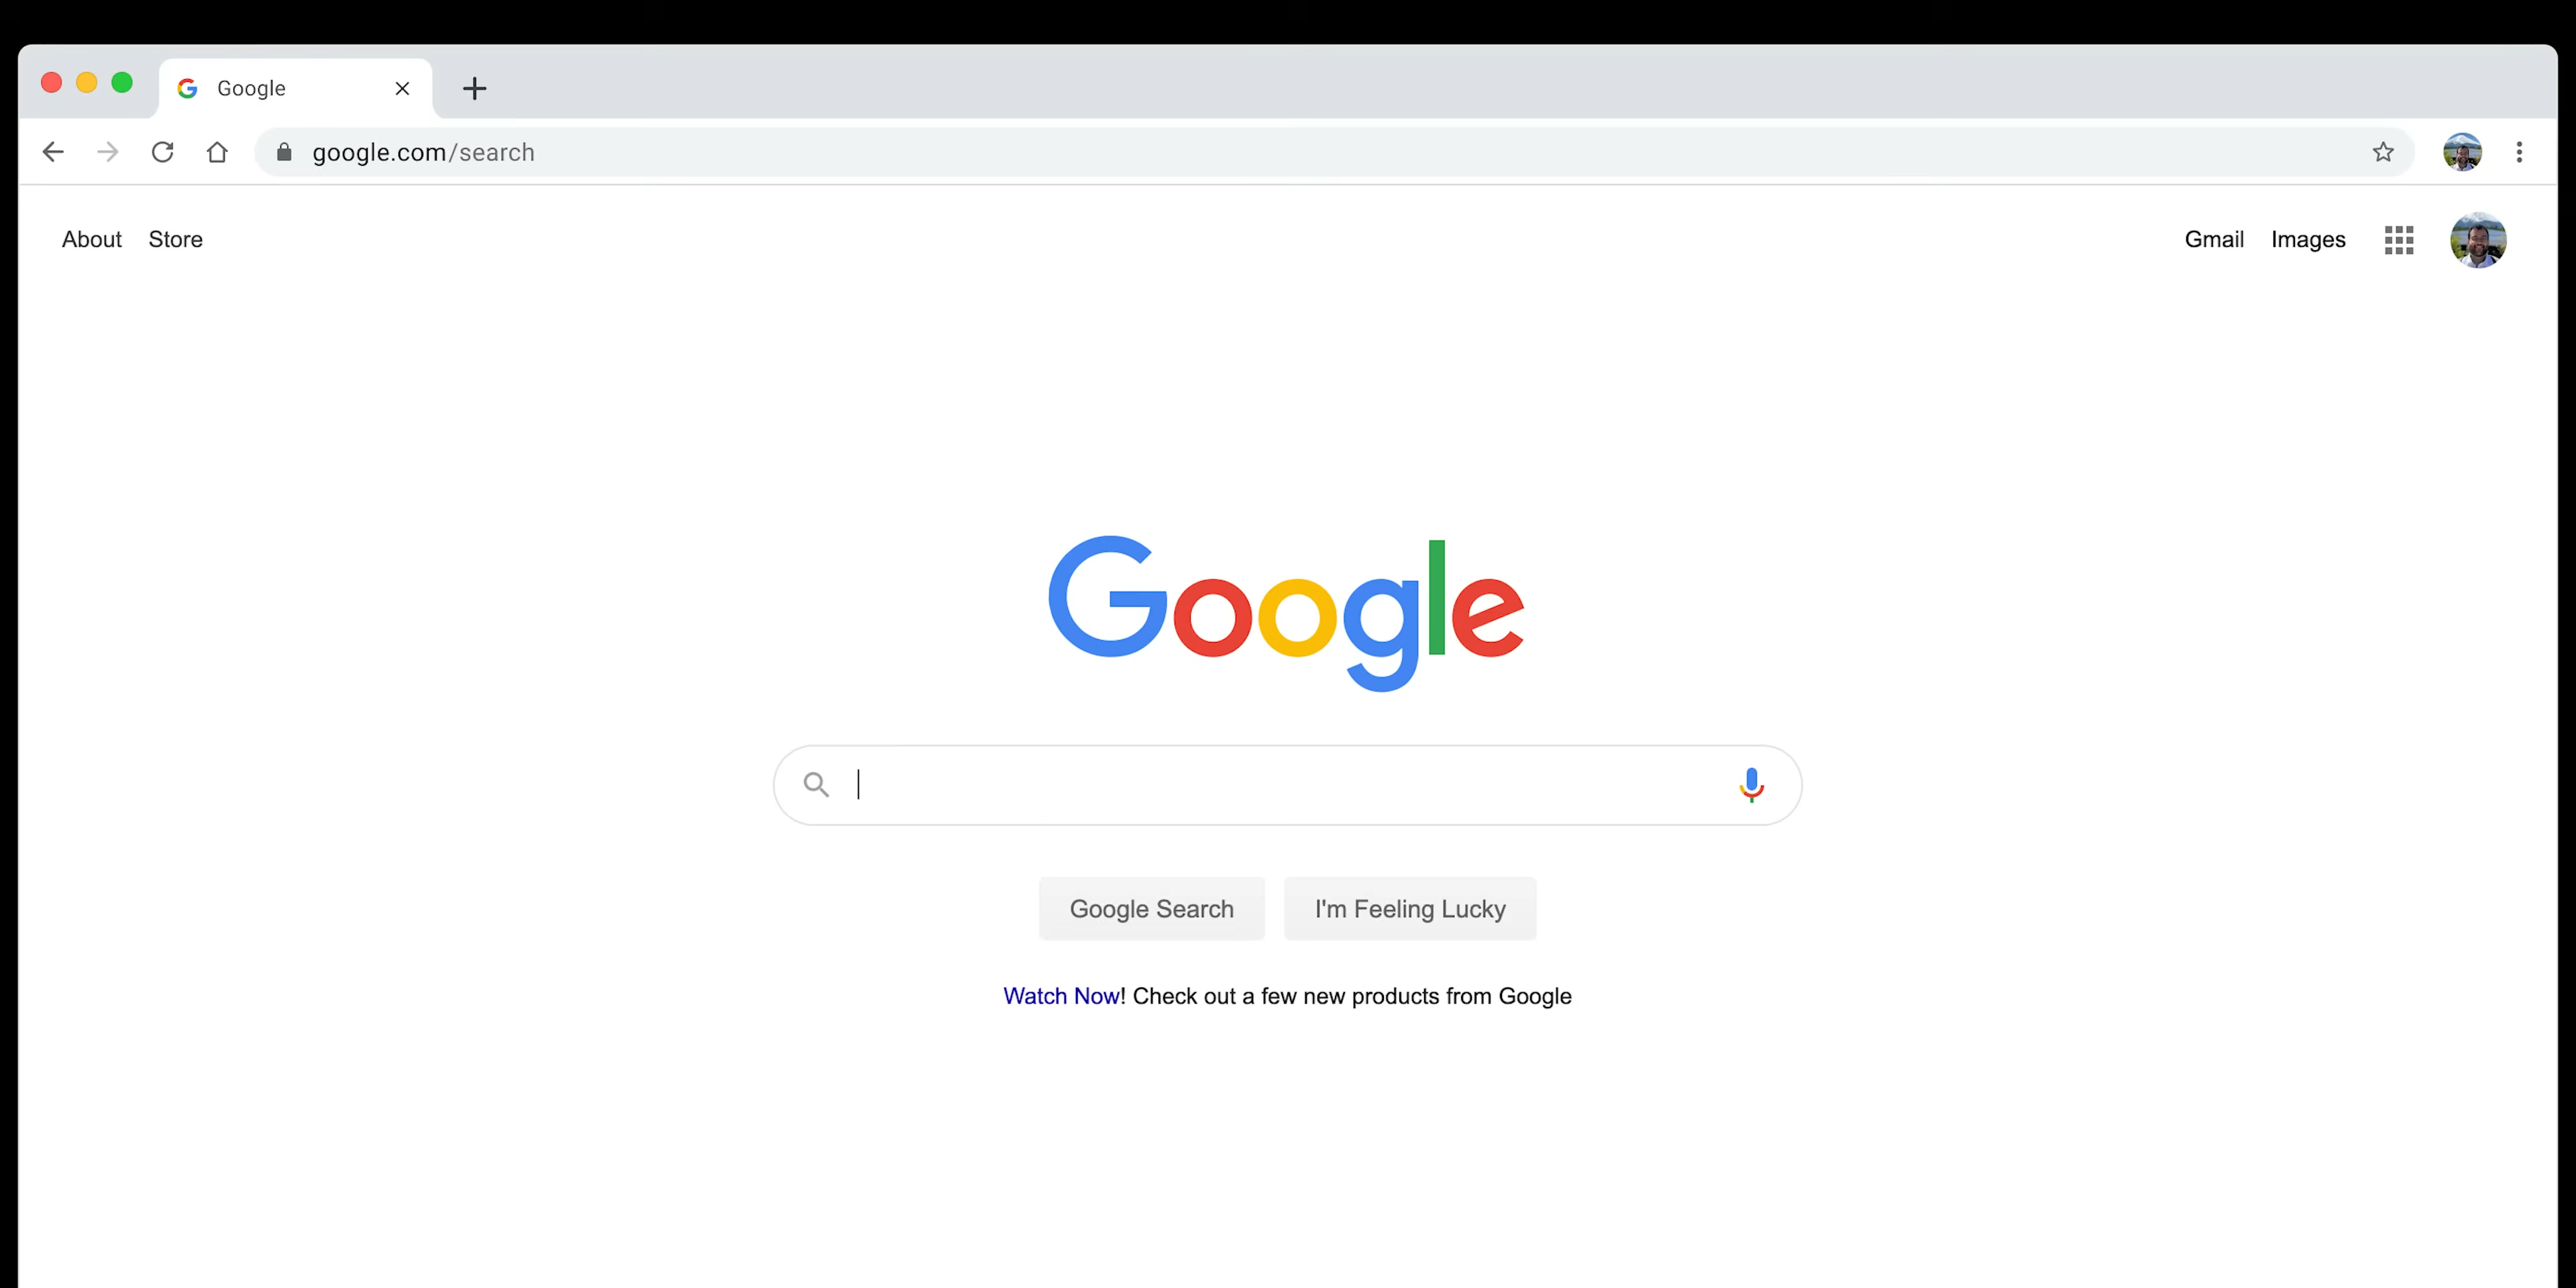 Google
google.com/search
About Store Gmail Images
Google
Google Search I'm Feeling Lucky
Watch Now! Check out a few new products from Google